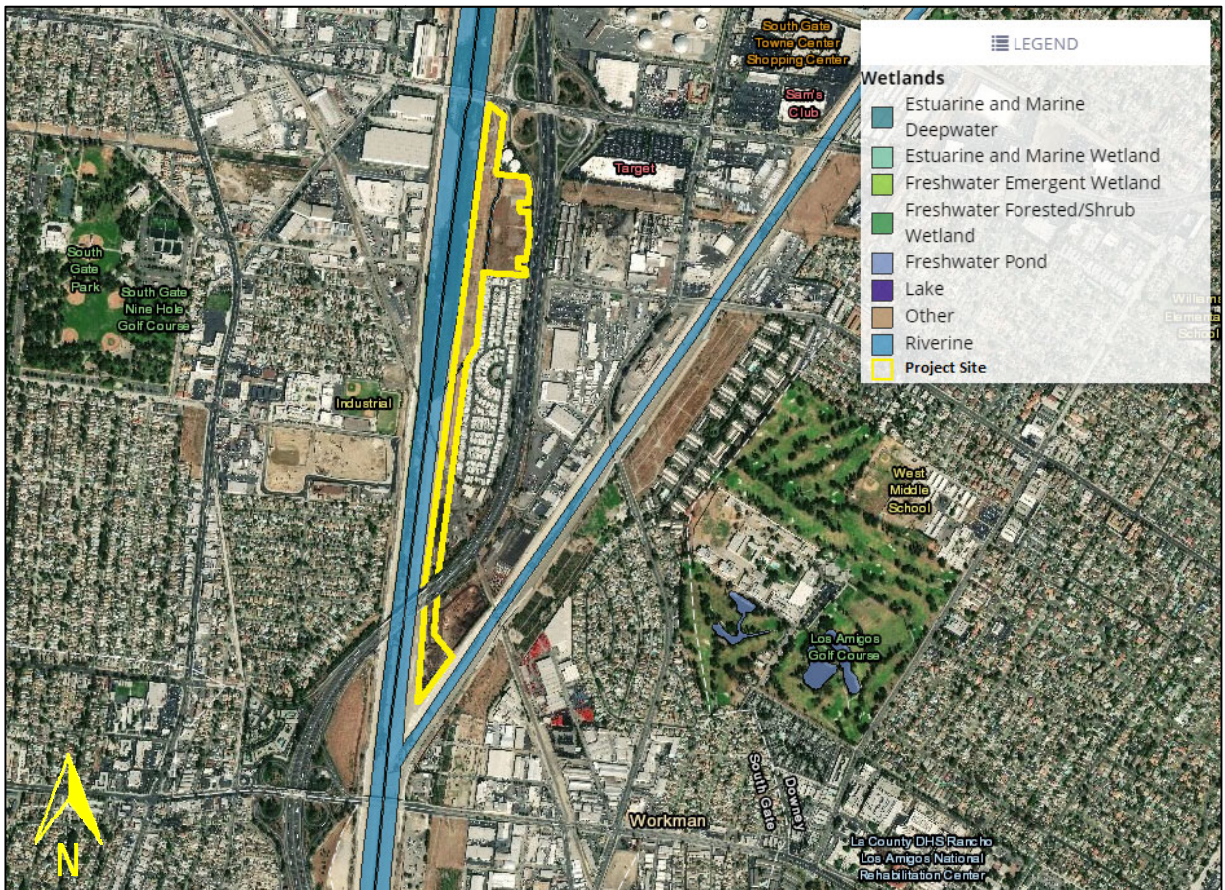 South Gate
Towne Center
Shopping Center
Sam's
Club
Target
LEGEND
Wetlands
Estuarine and Marine
Deepwater
Estuarine and Marine Wetland
Freshwater Emergent Wetland
Freshwater Forested/Shrub
Wetland
Freshwater Pond
Lake
Other
Riverine
Project Site
South
Gate
Park
South Gate
Nine Hole
Golf Course
Industrial
West
Middle
School
Los Amigos
Golf Course
South Gate
Downey
Workman
La County DHS Rancho
Los Amigos National
Rehabilitation Center
N